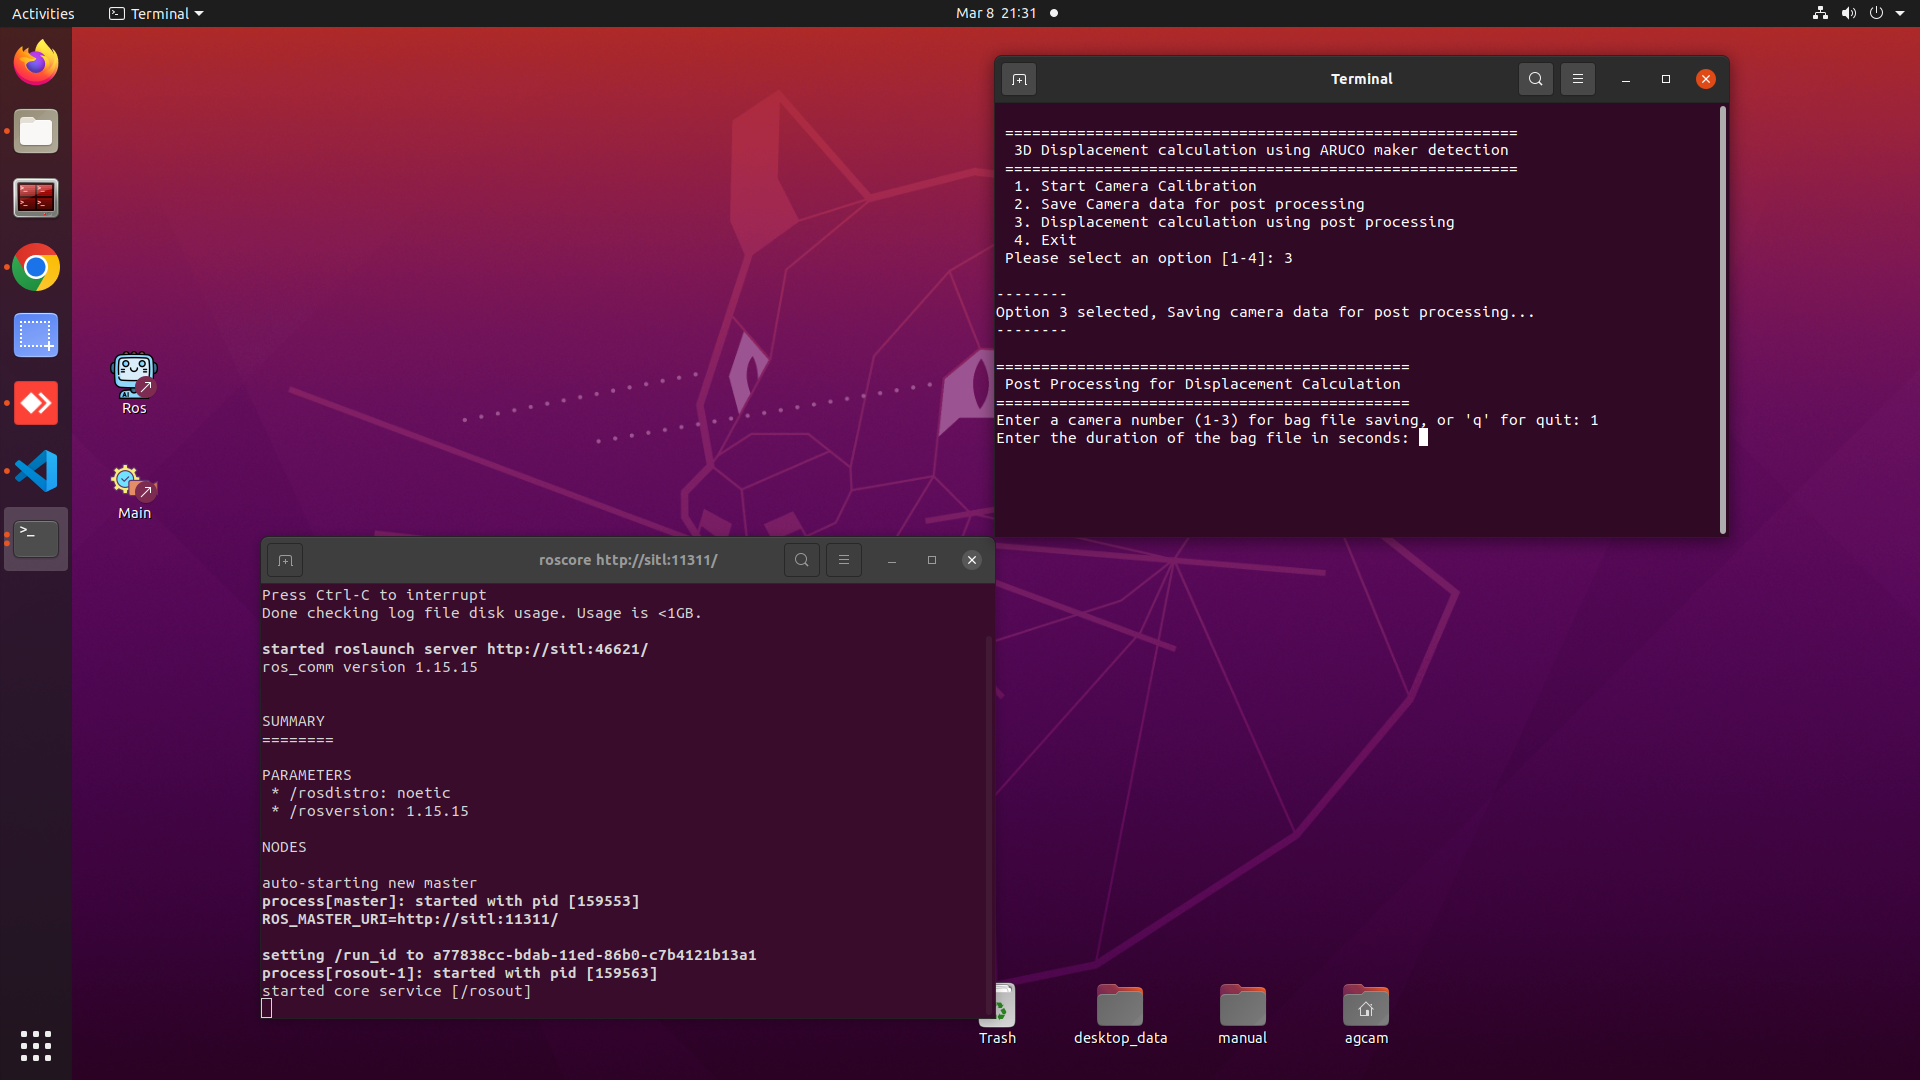 Activities
Terminal
Mar 8 21:31
Terminal
=========================================================
3D Displacement calculation using ARUCO maker detection
=========================================================
1. Start Camera Calibration
2. Save Camera data for post processing
3. Displacement calculation using post processing
4. Exit
Please select an option [1-4]: 3
--------
Option 3 selected, Saving camera data for post processing...
--------
==============================================
Post Processing for Displacement Calculation
==============================================
Enter a camera number (1-3) for bag file saving, or 'q' for quit: 1
Enter the duration of the bag file in seconds:
Ros
Main
roscore http://sitl:11311/
Press Ctrl-C to interrupt
Done checking log file disk usage. Usage is <1GB.
started roslaunch server http://sitl:46621/
ros_comm version 1.15.15
SUMMARY
========
PARAMETERS
* /rosdistro: noetic
* /rosversion: 1.15.15
NODES
auto-starting new master
process[master]: started with pid [159553]
ROS_MASTER_URI=http://sitl:11311/
setting /run_id to a77838cc-bdab-11ed-86b0-c7b4121b13a1
process[rosout-1]: started with pid [159563]
started core service [/rosout]
Trash
desktop_data
manual
agcam